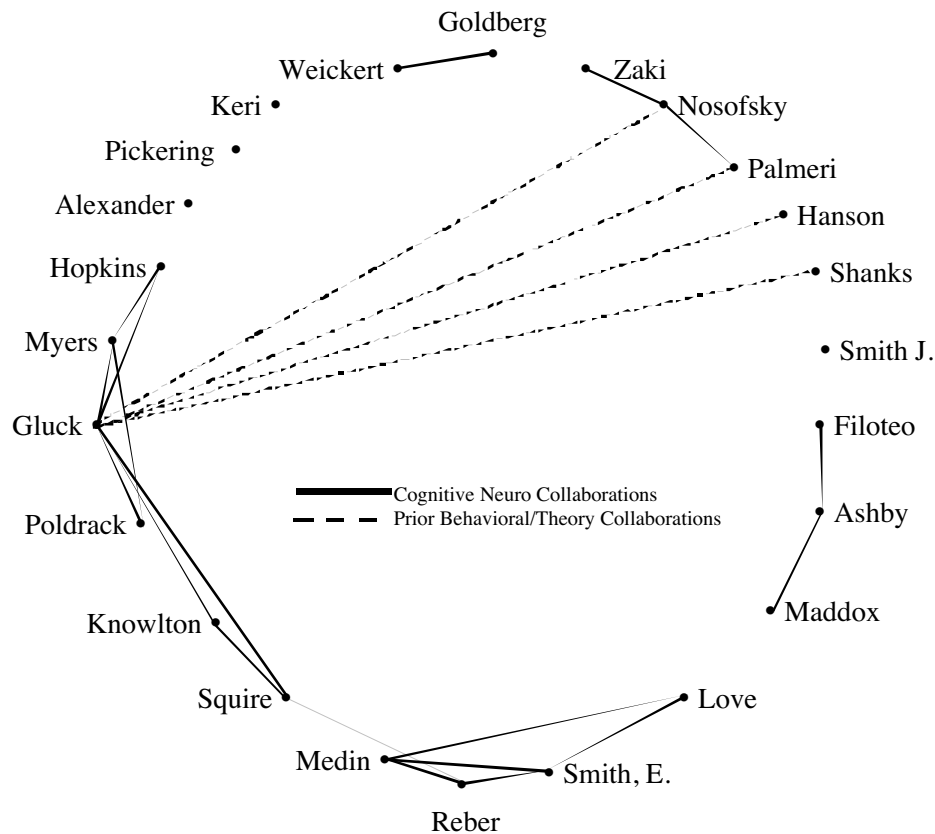 Goldberg
Weickert
Zaki
Keri
Nosofsky
Pickering
Palmeri
Alexander
Hanson
Hopkins
Shanks
Myers
Smith J.
Gluck
Filoteo
Cognitive Neuro Collaborations
Prior Behavioral/Theory Collaborations
Poldrack
Ashby
Knowlton
Maddox
Squire
Love
Medin
Smith, E.
Reber